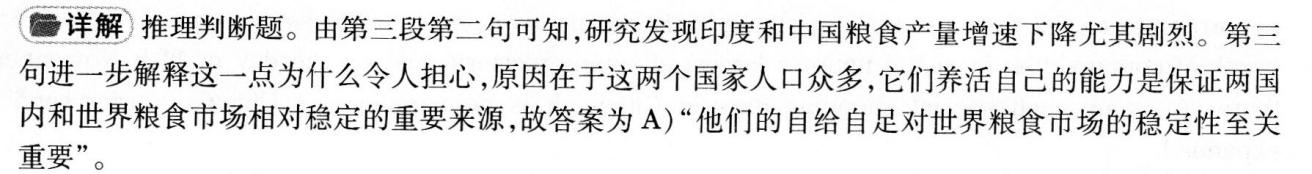 详解 推理判断题。由第三段第二句可知,研究发现印度和中国粮食产量增速下降尤其剧烈。第三
句进一步解释这一点为什么令人担心,原因在于这两个国家人口众多,它们养活自己的能力是保证两国
内和世界粮食市场相对稳定的重要来源,故答案为 A)“他们的自给自足对世界粮食市场的稳定性至关
重要”。